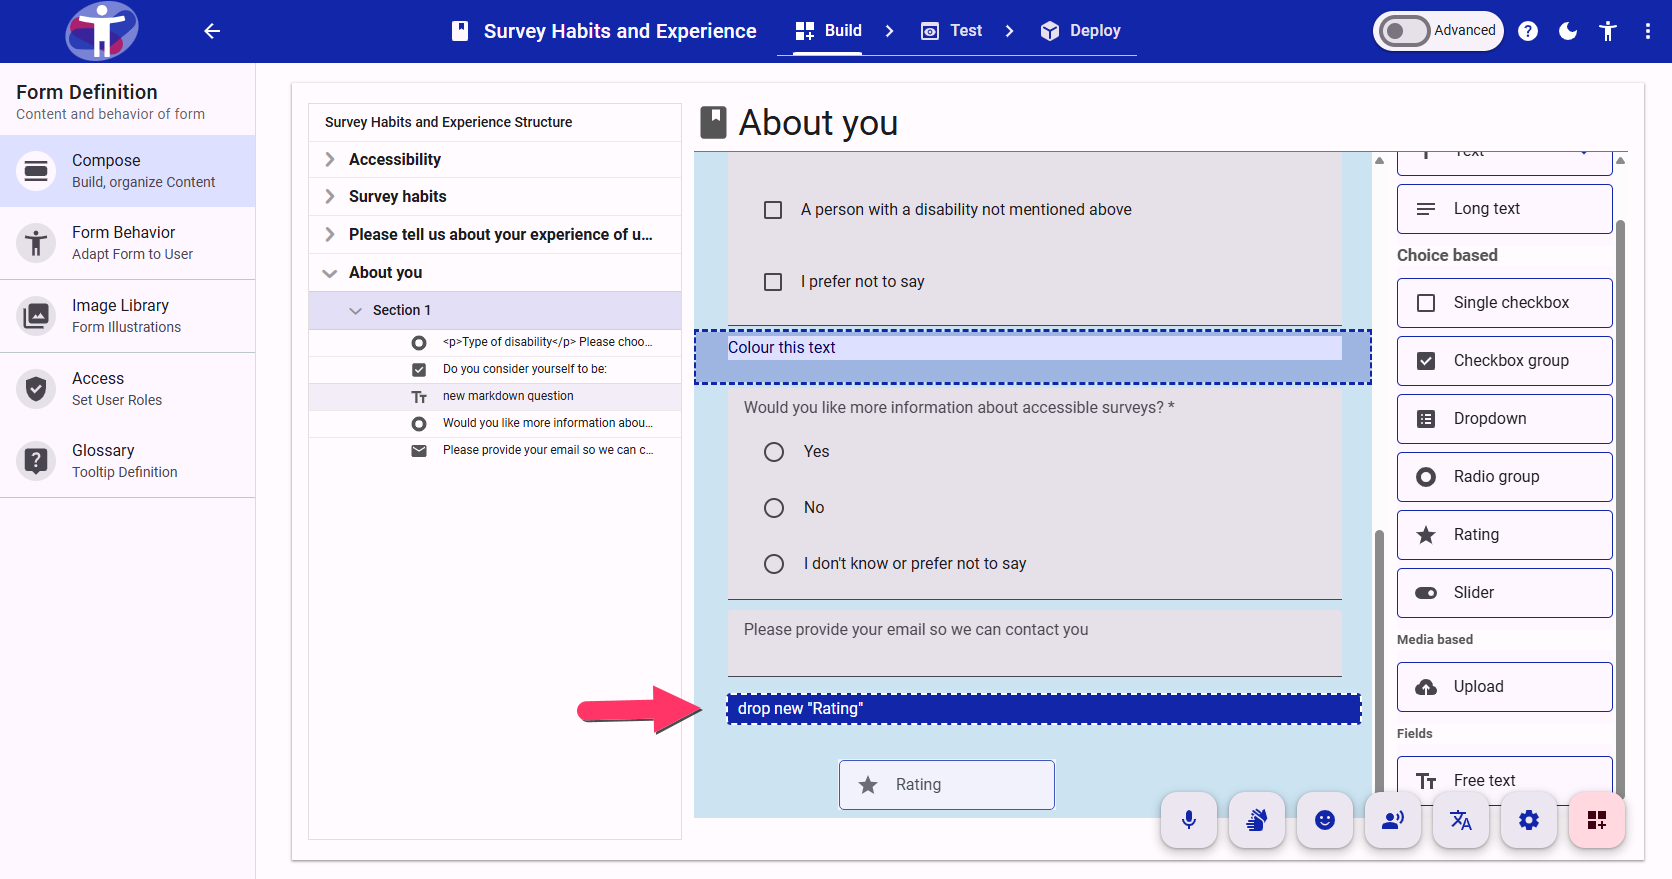 Survey Habits and Experience
Build
Test
Deploy
Advanced
Form Definition
Content and behavior of form
Compose
Build, organize Content
Form Behavior
Adapt Form to User
Image Library
Form Illustrations
Access
Set User Roles
Glossary
Tooltip Definition
Survey Habits and Experience Structure
Accessibility
Survey habits
Please tell us about your experience of u...
About you
Section 1
<p>Type of disability</p> Please choo...
Do you consider yourself to be:
new markdown question
Would you like more information abou...
Please provide your email so we can c...
About you
A person with a disability not mentioned above
I prefer not to say
Colour this text
Would you like more information about accessible surveys? *
Yes
No
I don't know or prefer not to say
Please provide your email so we can contact you
drop new "Rating"
Rating
Text
Long text
Choice based
Single checkbox
Checkbox group
Dropdown
Radio group
Rating
Slider
Media based
Upload
Fields
Free text